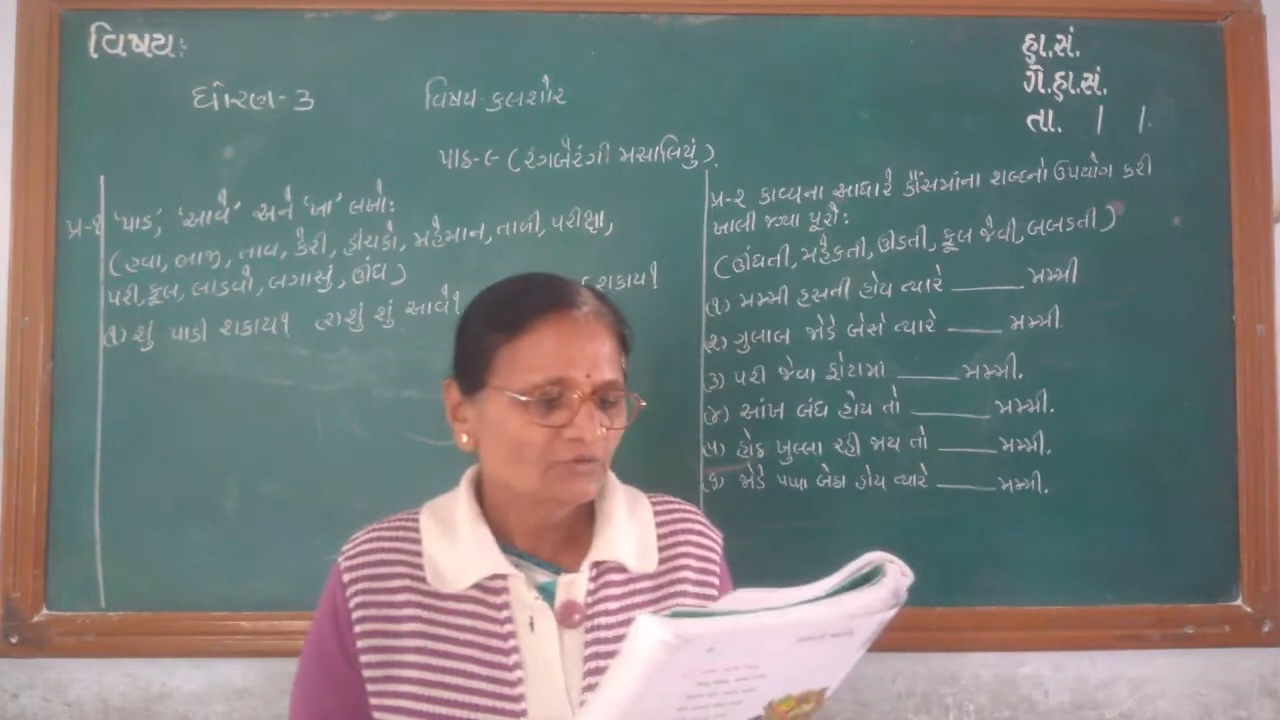 વિષયઃ
હા.સં.
ગે.હા.સં.
તા. / /.
ધોરણ-૩
વિષય-કલશોર
પાઠ-૯ (રંગબેરંગી મસાલિયું).
પ્ર-૧ 'પાડ', 'આવે' અને 'ખા' લખો:
(હવા, બાજી, તાવ, કેરી, હીંચકો, મહેમાન, તાળી, પરીક્ષા,
પરી, ફૂલ, લાડવો, બગાસું, ઊંઘ)
(૧) શું પાડી શકાય? (૨) શું શું આવે? શકાય?
પ્ર-૨ કાવ્યના આધારે કૌંસમાંના શબ્દનો ઉપયોગ કરી
ખાલી જગ્યા પૂરો:
(ઊંઘતી, મહેકતી, ઊડતી, ફૂલ જેવી, બબડતી)
(૧) મમ્મી હસતી હોય ત્યારે ______ મમ્મી
(૨) ગુલાલ જોડે બેસે ત્યારે ______ મમ્મી.
(૩) પરી જેવા ફોટામાં ______ મમ્મી.
(૪) આંખ બંધ હોય તો ______ મમ્મી.
(૫) હોઠ ખુલ્લા રહી જાય તો ______ મમ્મી.
(૬) જોડે પપ્પા બેઠા હોય ત્યારે ______ મમ્મી.